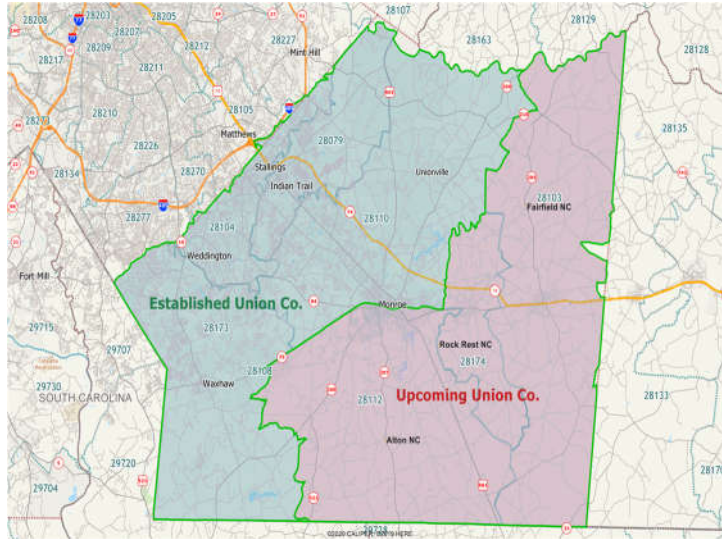 28208
28203
28205
28107
28129
28207
28209
28212
28163
28128
28217
28227
Mint Hill
28211
28210
28105
28135
28273
Matthews
28079
28226
Stallings
Unionville
28134
28270
Indian Trail
28103
Fairfield NC
28277
28104
28110
Weddington
Fort Mill
Established Union Co.
Monroe
29715
28173
Rock Rest NC
29707
28108
28174
Waxhaw
29730
28133
SOUTH CAROLINA
28112
Upcoming Union Co.
Alton NC
29720
29704